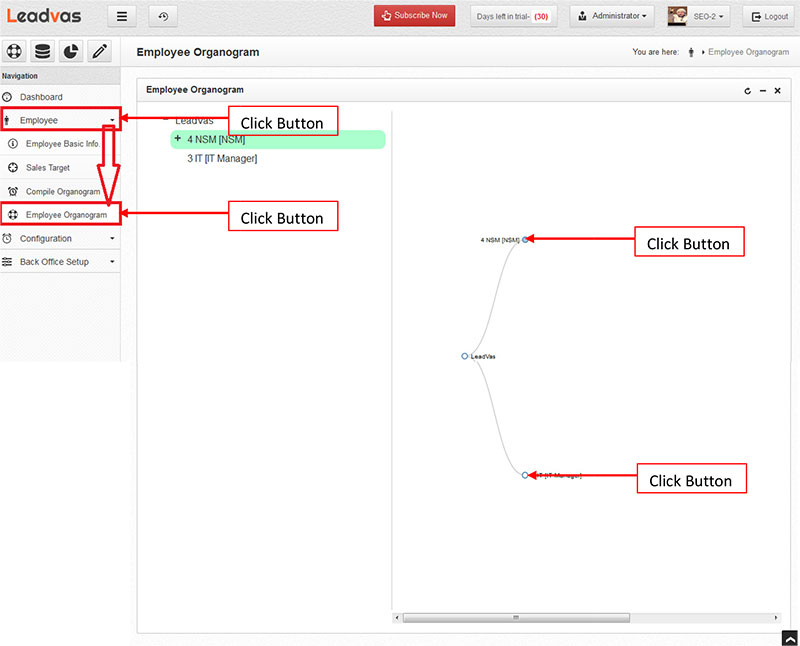 Leadvas
Subscribe Now
Days left in trial- (30)
Administrator
SEO-2
Logout
Employee Organogram
You are here:
Employee Organogram
Navigation
Dashboard
Employee
Employee Basic Info.
Sales Target
Compile Organogram
Employee Organogram
Configuration
Back Office Setup
Employee Organogram
LeadVas
4 NSM [NSM]
3 IT [IT Manager]
Click Button
Click Button
4 NSM [NSM]
Click Button
LeadVas
IT [IT Manager]
Click Button